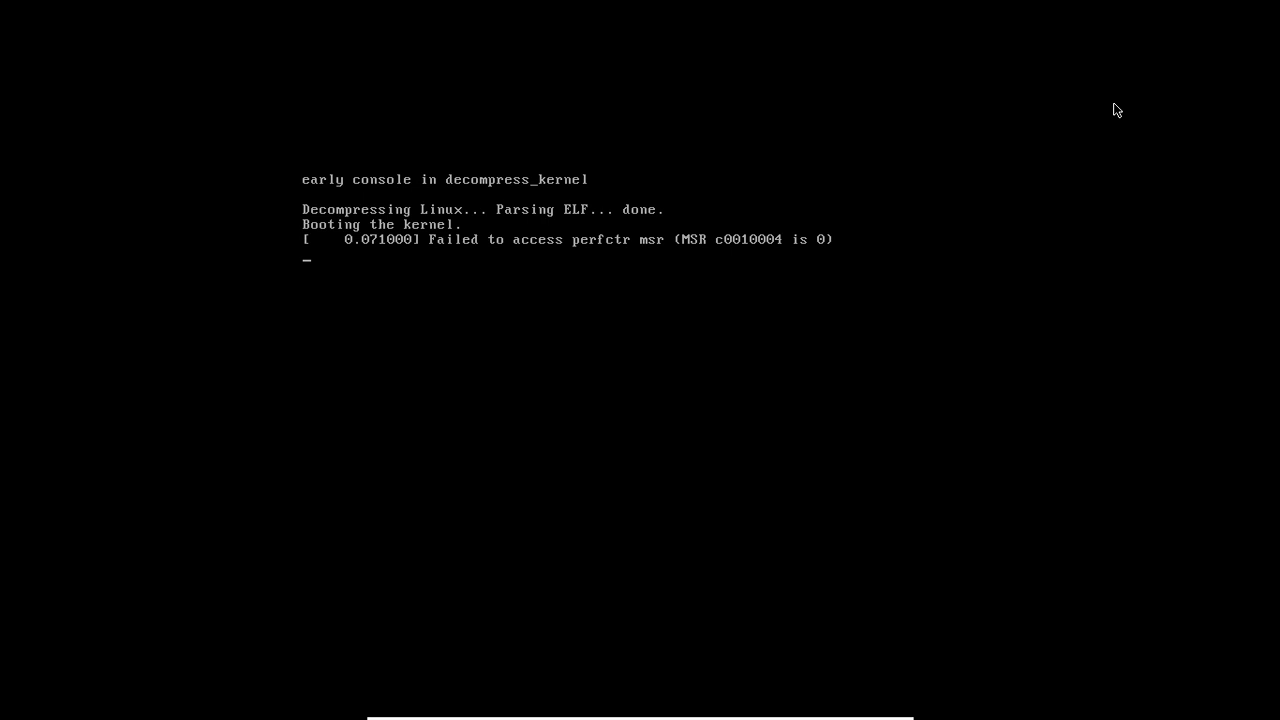 early console in decompress_kernel
Decompressing Linux... Parsing ELF... done.
Booting the kernel.
[    0.071000] Failed to access perfctr msr (MSR c0010004 is 0)
_